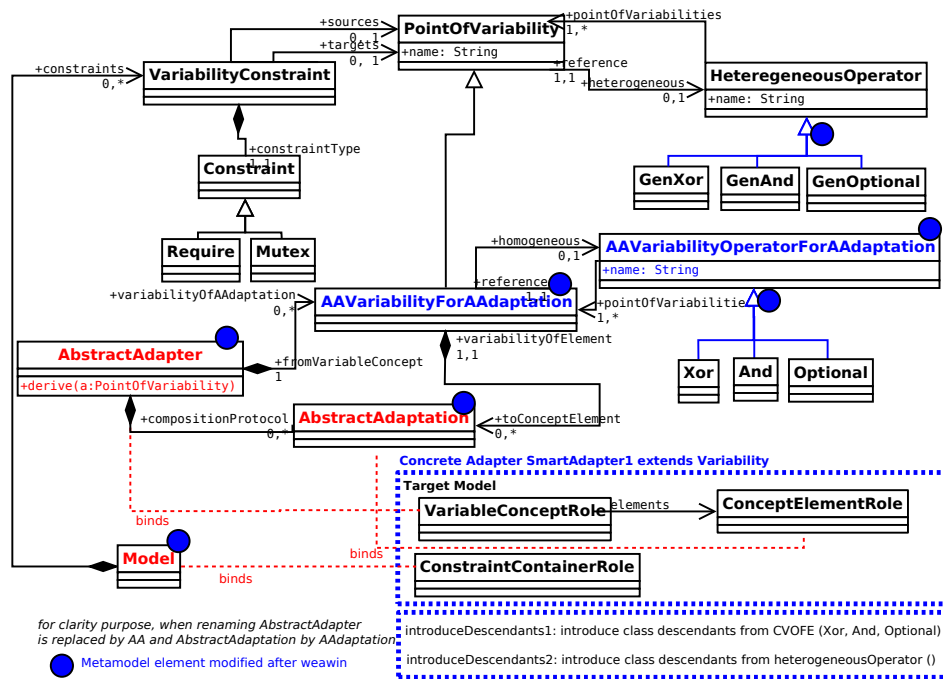 +sources
0, 1
PointOfVariability
+pointOfVariabilities
1,*
+targets
0, 1
+name: String
+constraints
0,*
VariabilityConstraint
+reference
1,1
+heterogeneous
0,1
HeteregeneousOperator
+name: String
+constraintType
1,1
Constraint
GenXor
GenAnd
GenOptional
Require
Mutex
+homogeneous
0,1
AAVariabilityOperatorForAAdaptation
+name: String
+reference
1,1
+variabilityOfAAdaptation
0,*
AAVariabilityForAAdaptation
+pointOfVariabilities
1,*
+variabilityOfElement
1,1
AbstractAdapter
+derive(a:PointOfVariability)
+fromVariableConcept
1
Xor
And
Optional
+compositionProtocol
0,*
AbstractAdaptation
+toConceptElement
0,*
Concrete Adapter SmartAdapter1 extends Variability
Target Model
VariableConceptRole
elements
ConceptElementRole
binds
binds
Model
binds
ConstraintContainerRole
for clarity purpose, when renaming AbstractAdapter
is replaced by AA and AbstractAdaptation by AAdaptation
Metamodel element modified after weawin
introduceDescendants1: introduce class descendants from CVOFE (Xor, And, Optional)
introduceDescendants2: introduce class descendants from heterogeneousOperator ()